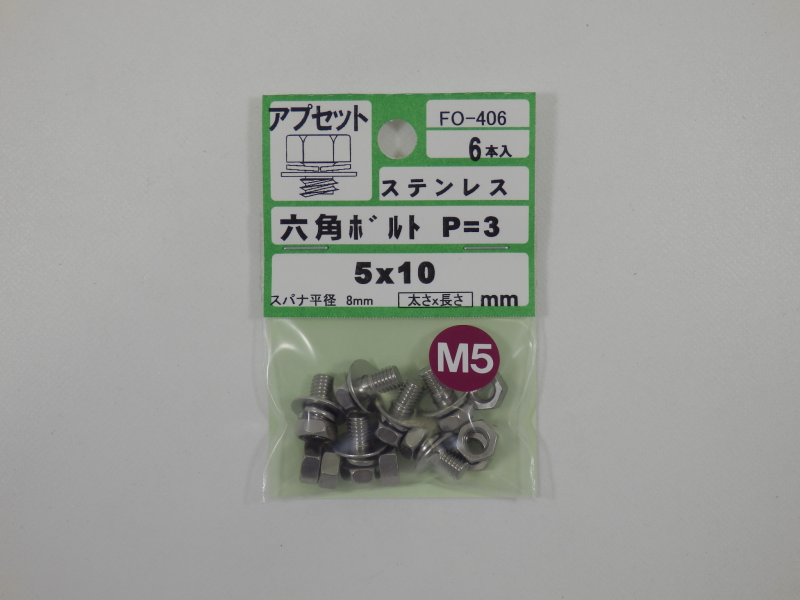 アプセット
FO-406
6本入
ステンレス
六角ボルト P=3
5x10
スパナ平径 8mm 太さx長さ mm
M5